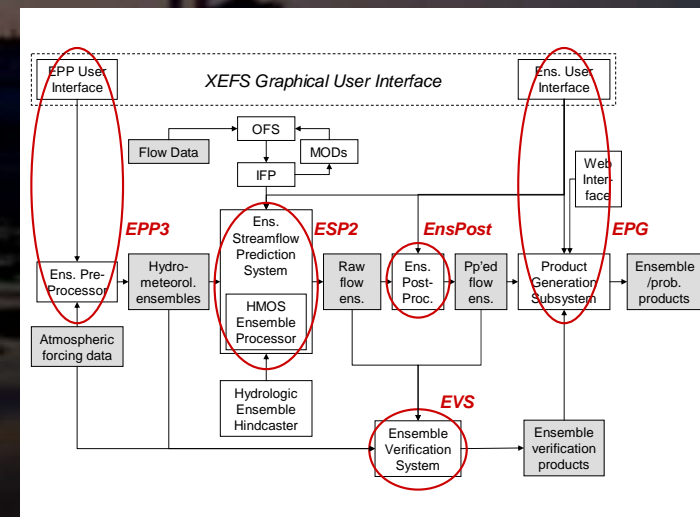 EPP User
Interface
XEFS Graphical User Interface
Ens. User
Interface
OFS
Flow Data
MODs
IFP
Web
Inter-
face
EPP3
Ens.
Streamflow
Prediction
System
ESP2
EnsPost
EPG
Ens. Pre-
Processor
Hydro-
meteorol.
ensembles
HMOS
Ensemble
Processor
Raw
flow
ens.
Ens.
Post-
Proc.
Pp'ed
flow
ens.
Product
Generation
Subsystem
Ensemble
/prob.
products
Atmospheric
forcing data
Hydrologic
Ensemble
Hindcaster
EVS
Ensemble
Verification
System
Ensemble
verification
products